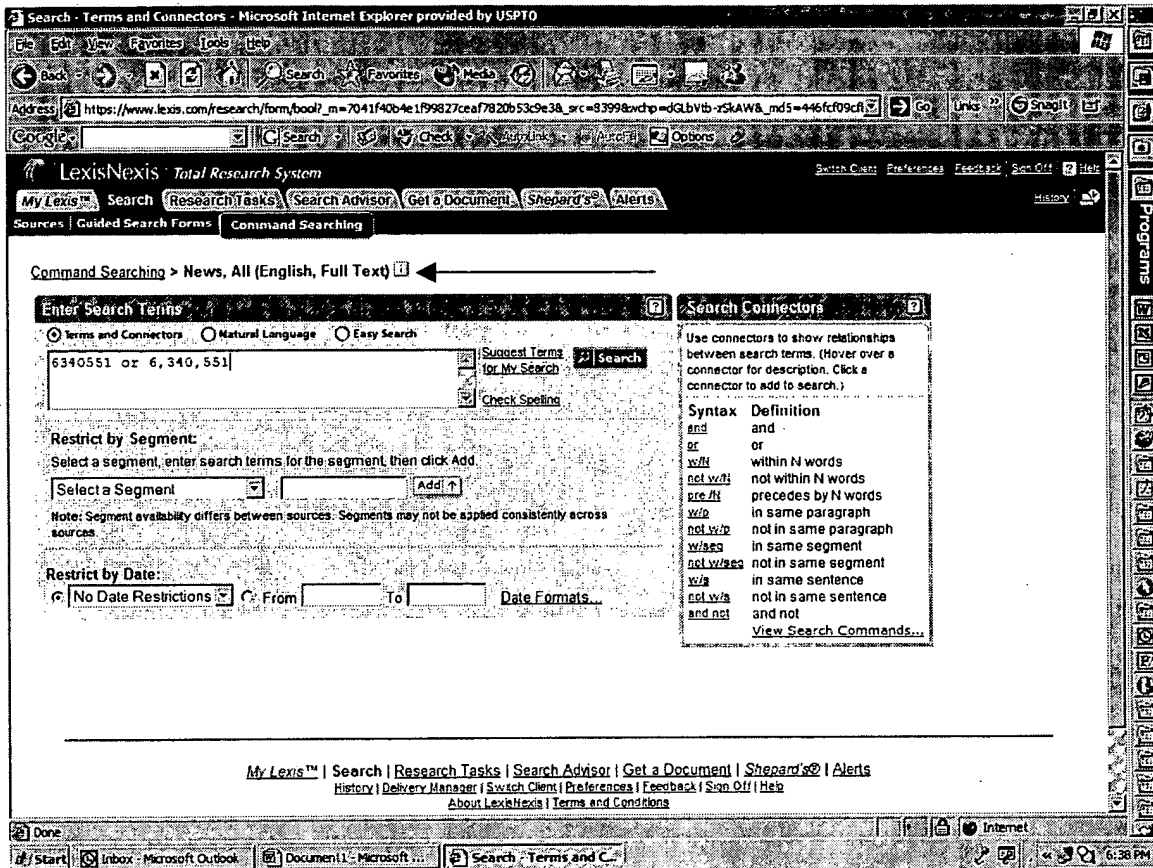 Search - Terms and Connectors - Microsoft Internet Explorer provided by USPTO
File Edit View Favorites Tools Help
Back Search Favorites Media
Address https://www.lexis.com/research/form/bool?_m=7041f40b4e1f99827ceaf7820b53c9e3&_src=8399&wchp=dGLbVtb-zSkAW&_md5=446fcf09cfl Go Links » SnagIt
Google Search Check AutoLink AutoFill Options
LexisNexis Total Research System
Switch Client Preferences Feedback Sign Off ? Help
My Lexis™ Search Research Tasks Search Advisor Get a Document Shepard's® Alerts
History
Sources | Guided Search Forms | Command Searching
Programs
Command Searching > News, All (English, Full Text) i
Enter Search Terms ?
Terms and Connectors Natural Language Easy Search
6340551 or 6,340,551
Suggest Terms for My Search
Search
Check Spelling
Restrict by Segment:
Select a segment, enter search terms for the segment, then click Add.
Select a Segment Add ↑
Note: Segment availability differs between sources. Segments may not be applied consistently across
sources.
Restrict by Date:
No Date Restrictions From To Date Formats...
Search Connectors ?
Use connectors to show relationships
between search terms. (Hover over a
connector for description. Click a
connector to add to search.)
Syntax Definition
and and
or or
w/N within N words
not w/N not within N words
pre/N precedes by N words
w/p in same paragraph
not w/p not in same paragraph
w/seg in same segment
not w/seg not in same segment
w/s in same sentence
not w/s not in same sentence
and not and not
View Search Commands...
My Lexis™ | Search | Research Tasks | Search Advisor | Get a Document | Shepard's® | Alerts
History | Delivery Manager | Switch Client | Preferences | Feedback | Sign Off | Help
About LexisNexis | Terms and Conditions
Done Internet
Start Inbox - Microsoft Outlook Document1 - Microsoft ... Search - Terms and C... 6:38 PM